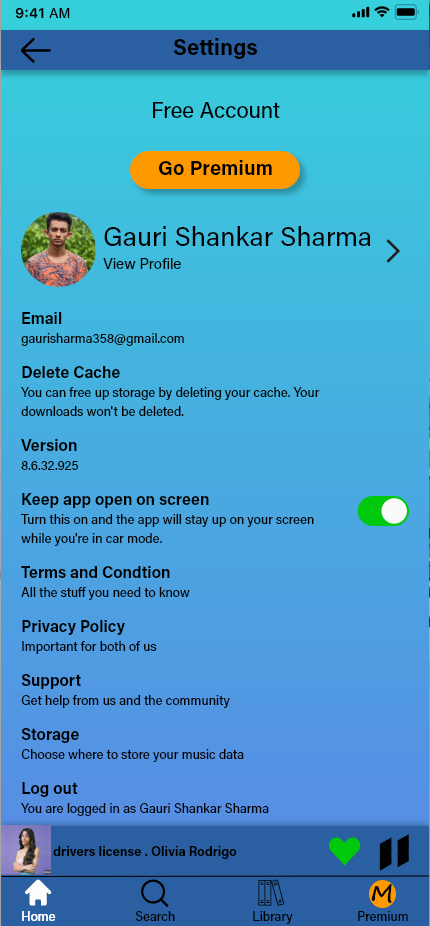 9:41 AM
Settings
Free Account
Go Premium
Gauri Shankar Sharma
View Profile
Email
gaurisharma358@gmail.com
Delete Cache
You can free up storage by deleting your cache. Your
downloads won't be deleted.
Version
8.6.32.925
Keep app open on screen
Turn this on and the app will stay up on your screen
while you're in car mode.
Terms and Condtion
All the stuff you need to know
Privacy Policy
Important for both of us
Support
Get help from us and the community
Storage
Choose where to store your music data
Log out
You are logged in as Gauri Shankar Sharma
drivers license . Olivia Rodrigo
M
Home
Search
Library
Premium